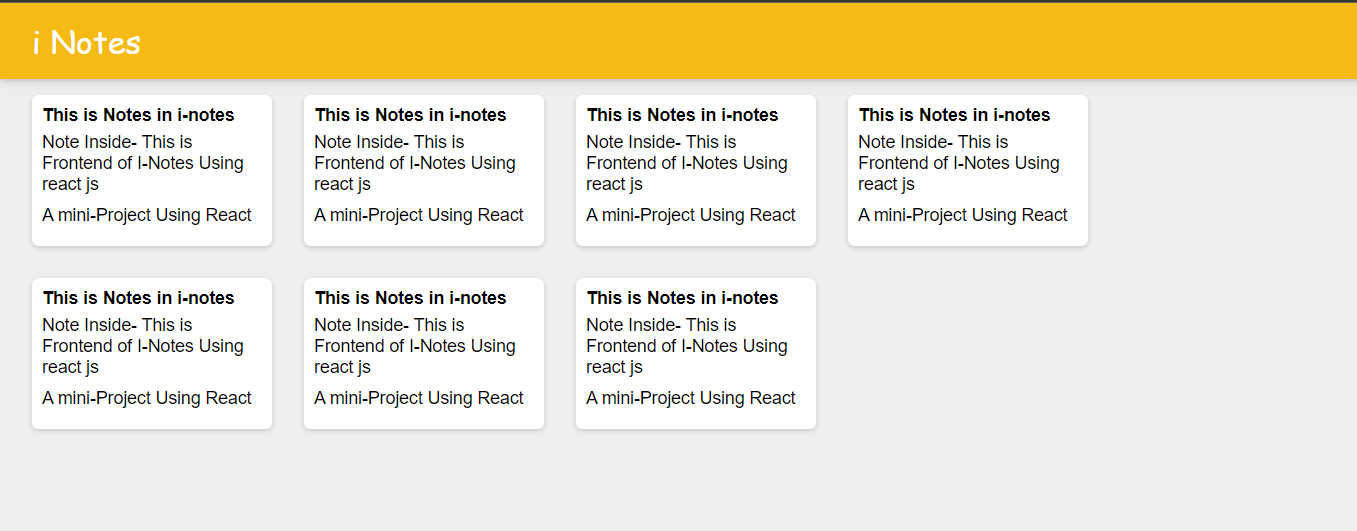 i Notes
This is Notes in i-notes
Note Inside- This is
Frontend of I-Notes Using
react js
A mini-Project Using React
This is Notes in i-notes
Note Inside- This is
Frontend of I-Notes Using
react js
A mini-Project Using React
This is Notes in i-notes
Note Inside- This is
Frontend of I-Notes Using
react js
A mini-Project Using React
This is Notes in i-notes
Note Inside- This is
Frontend of I-Notes Using
react js
A mini-Project Using React
This is Notes in i-notes
Note Inside- This is
Frontend of I-Notes Using
react js
A mini-Project Using React
This is Notes in i-notes
Note Inside- This is
Frontend of I-Notes Using
react js
A mini-Project Using React
This is Notes in i-notes
Note Inside- This is
Frontend of I-Notes Using
react js
A mini-Project Using React